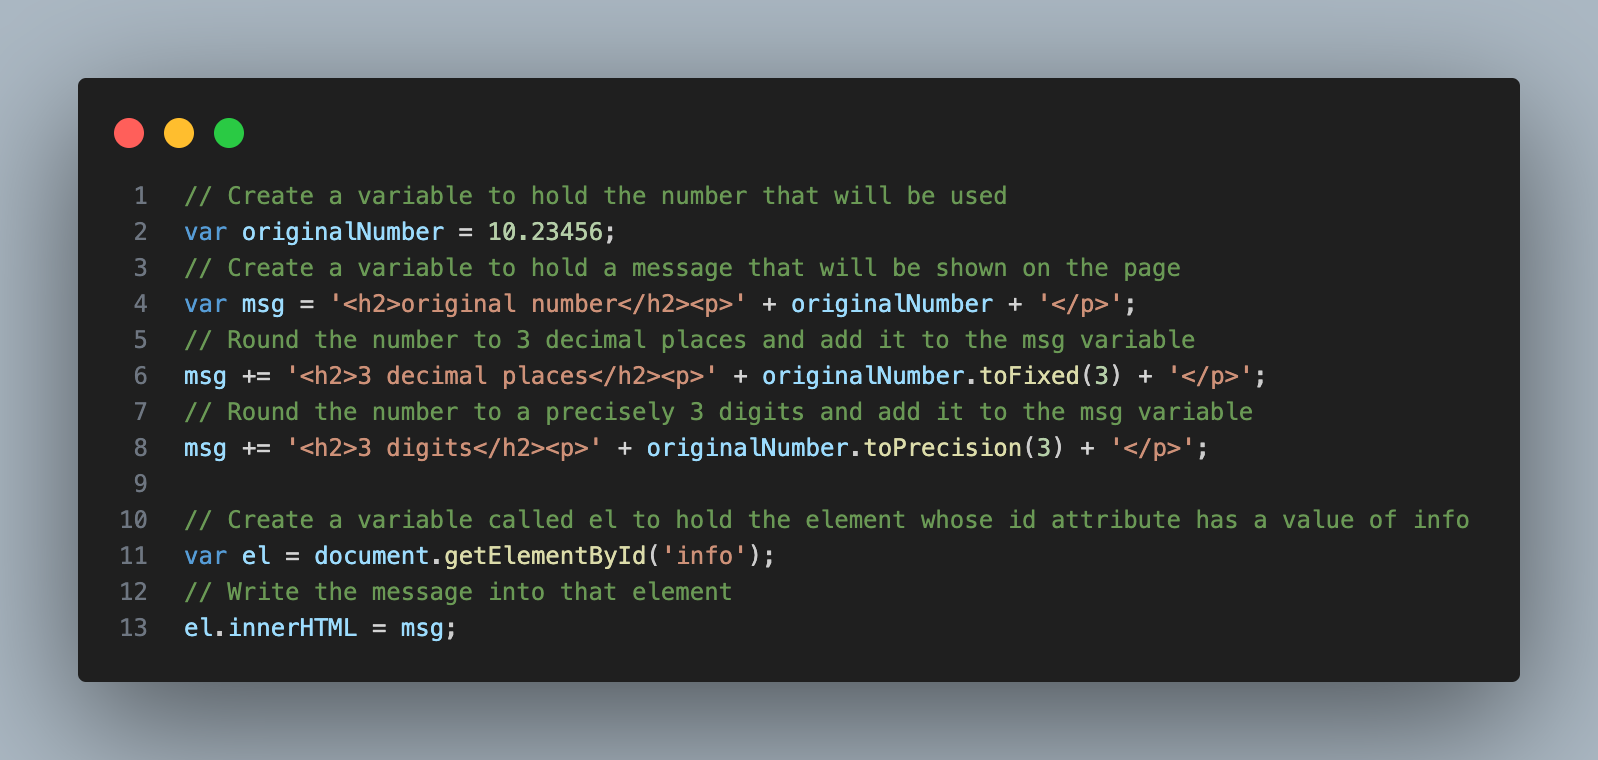 1 // Create a variable to hold the number that will be used
2 var originalNumber = 10.23456;
3 // Create a variable to hold a message that will be shown on the page
4 var msg = '<h2>original number</h2><p>' + originalNumber + '</p>';
5 // Round the number to 3 decimal places and add it to the msg variable
6 msg += '<h2>3 decimal places</h2><p>' + originalNumber.toFixed(3) + '</p>';
7 // Round the number to a precisely 3 digits and add it to the msg variable
8 msg += '<h2>3 digits</h2><p>' + originalNumber.toPrecision(3) + '</p>';
9
10 // Create a variable called el to hold the element whose id attribute has a value of info
11 var el = document.getElementById('info');
12 // Write the message into that element
13 el.innerHTML = msg;